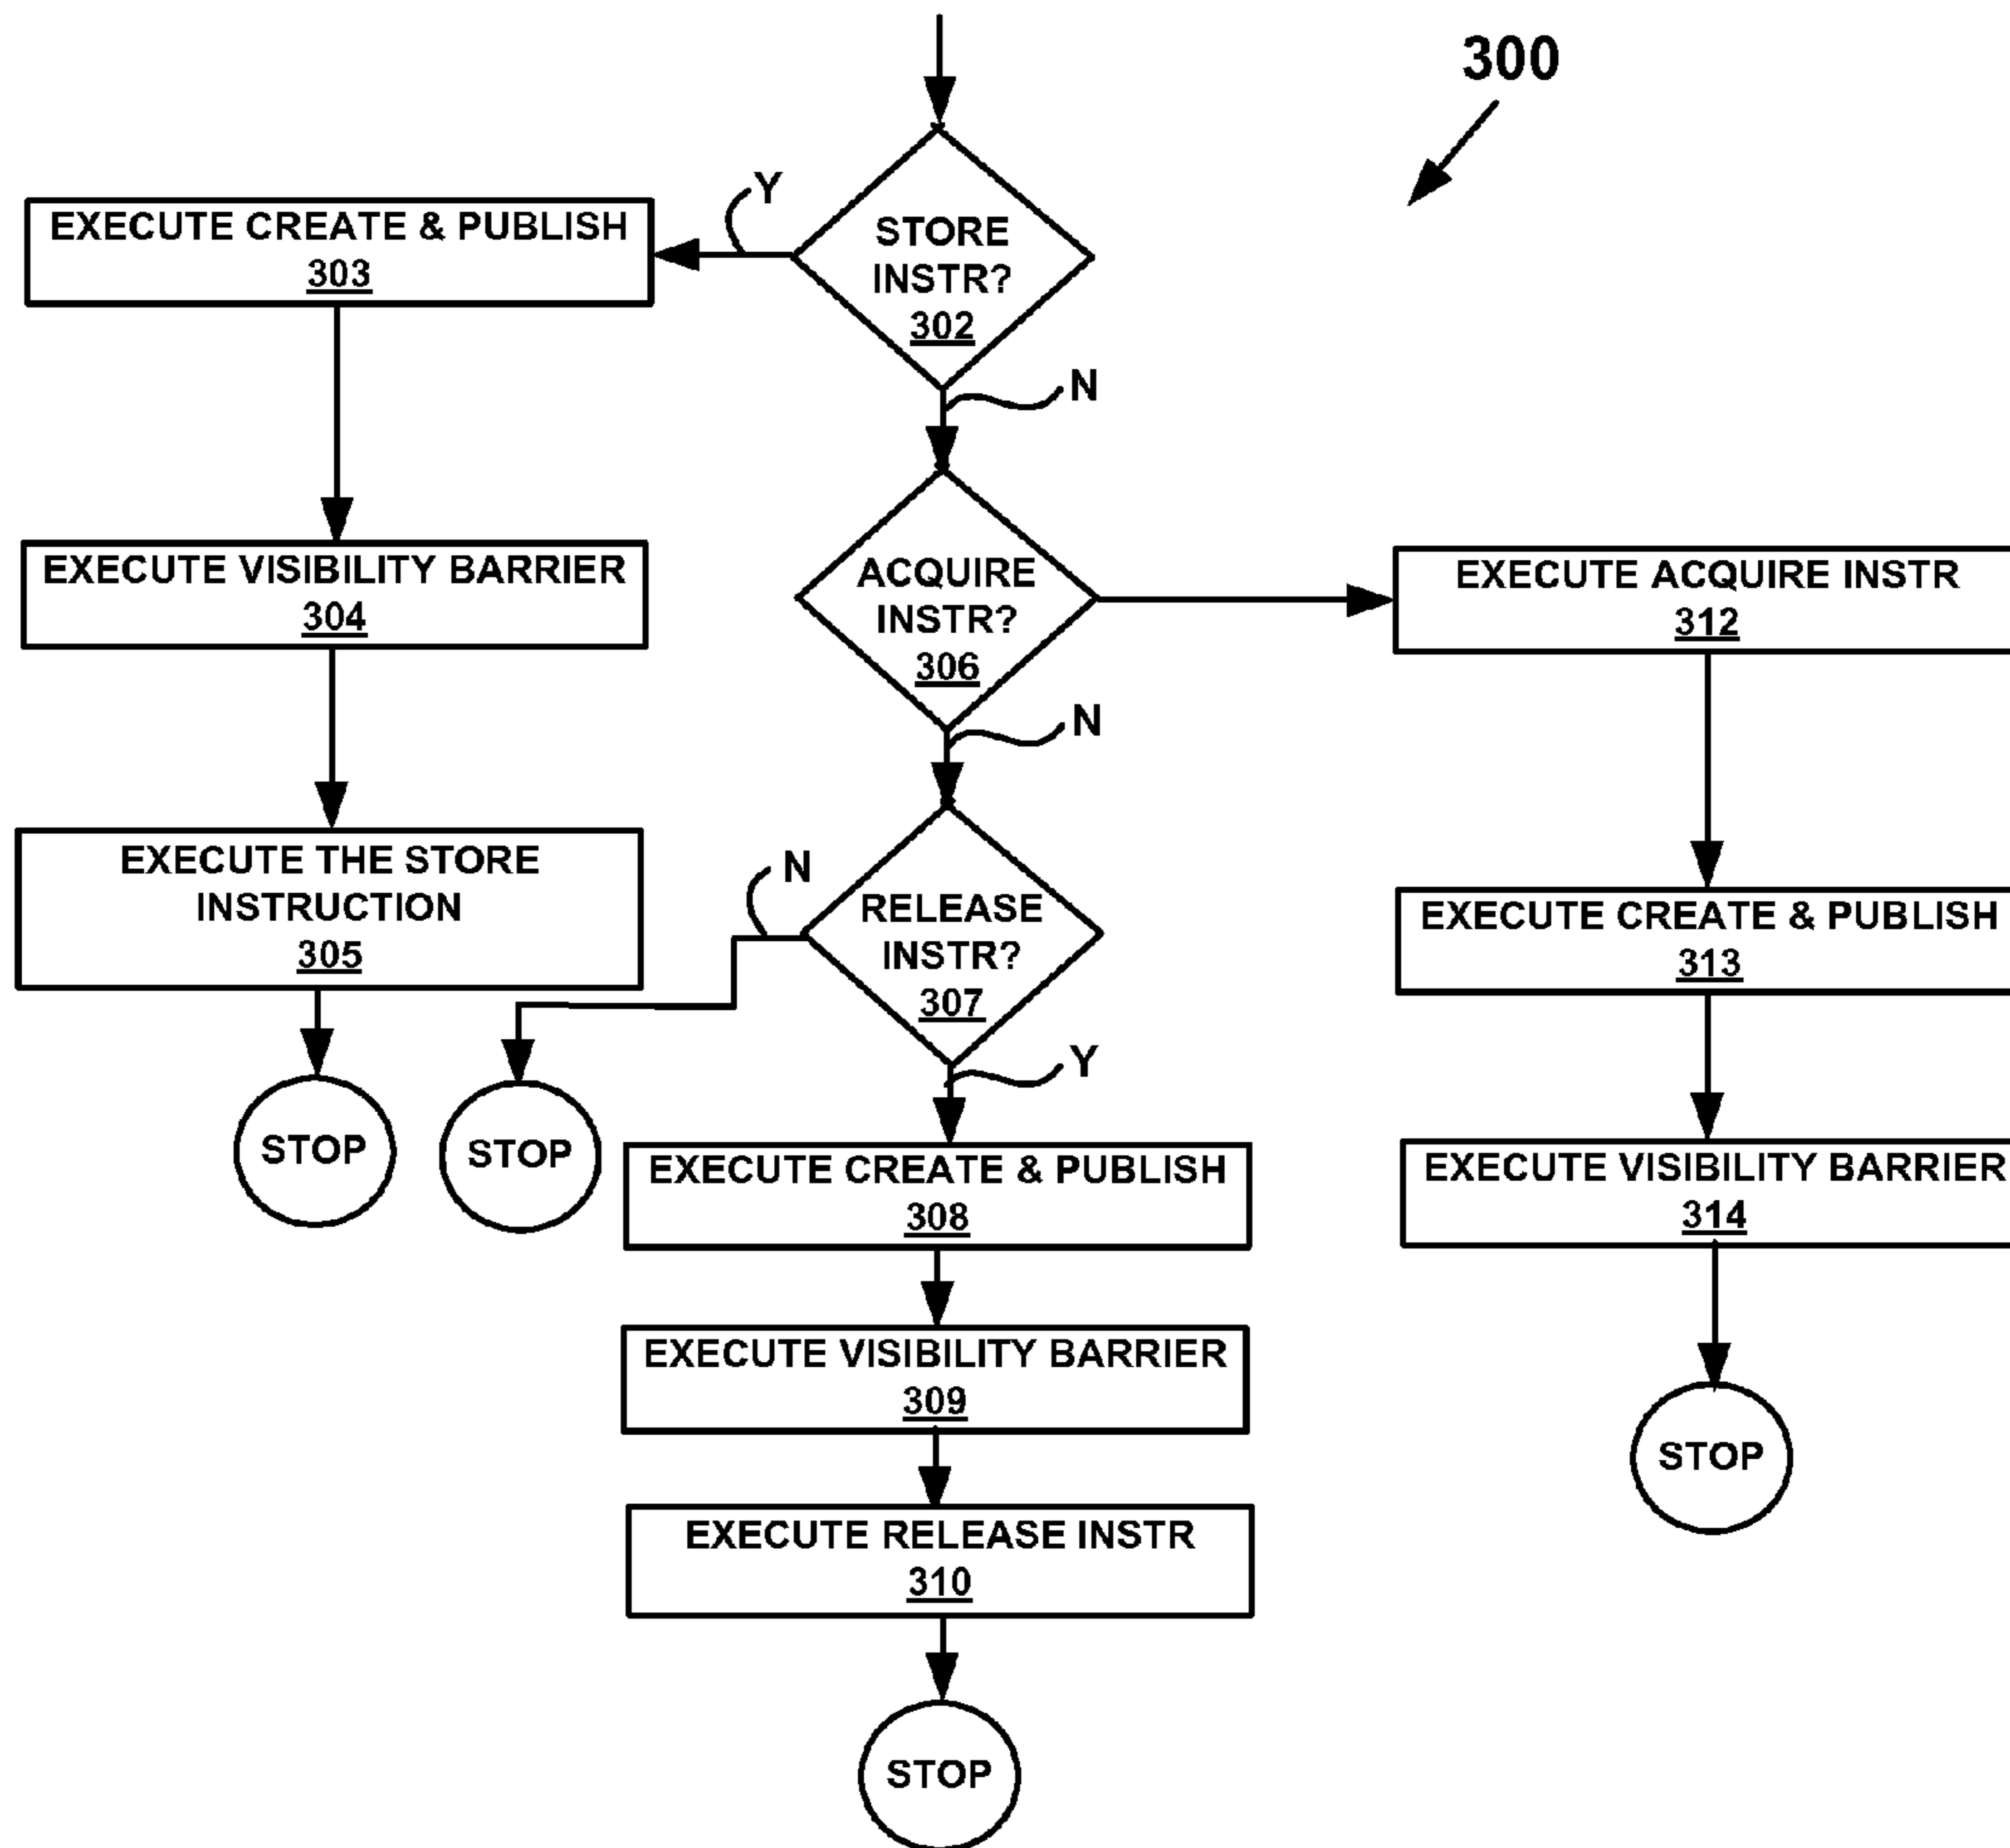 300
STORE
INSTR?
302
Y
EXECUTE CREATE & PUBLISH
303
N
EXECUTE VISIBILITY BARRIER
304
ACQUIRE
INSTR?
306
EXECUTE ACQUIRE INSTR
312
N
EXECUTE THE STORE
INSTRUCTION
305
N
RELEASE
INSTR?
307
EXECUTE CREATE & PUBLISH
313
Y
STOP
STOP
EXECUTE CREATE & PUBLISH
308
EXECUTE VISIBILITY BARRIER
314
EXECUTE VISIBILITY BARRIER
309
STOP
EXECUTE RELEASE INSTR
310
STOP